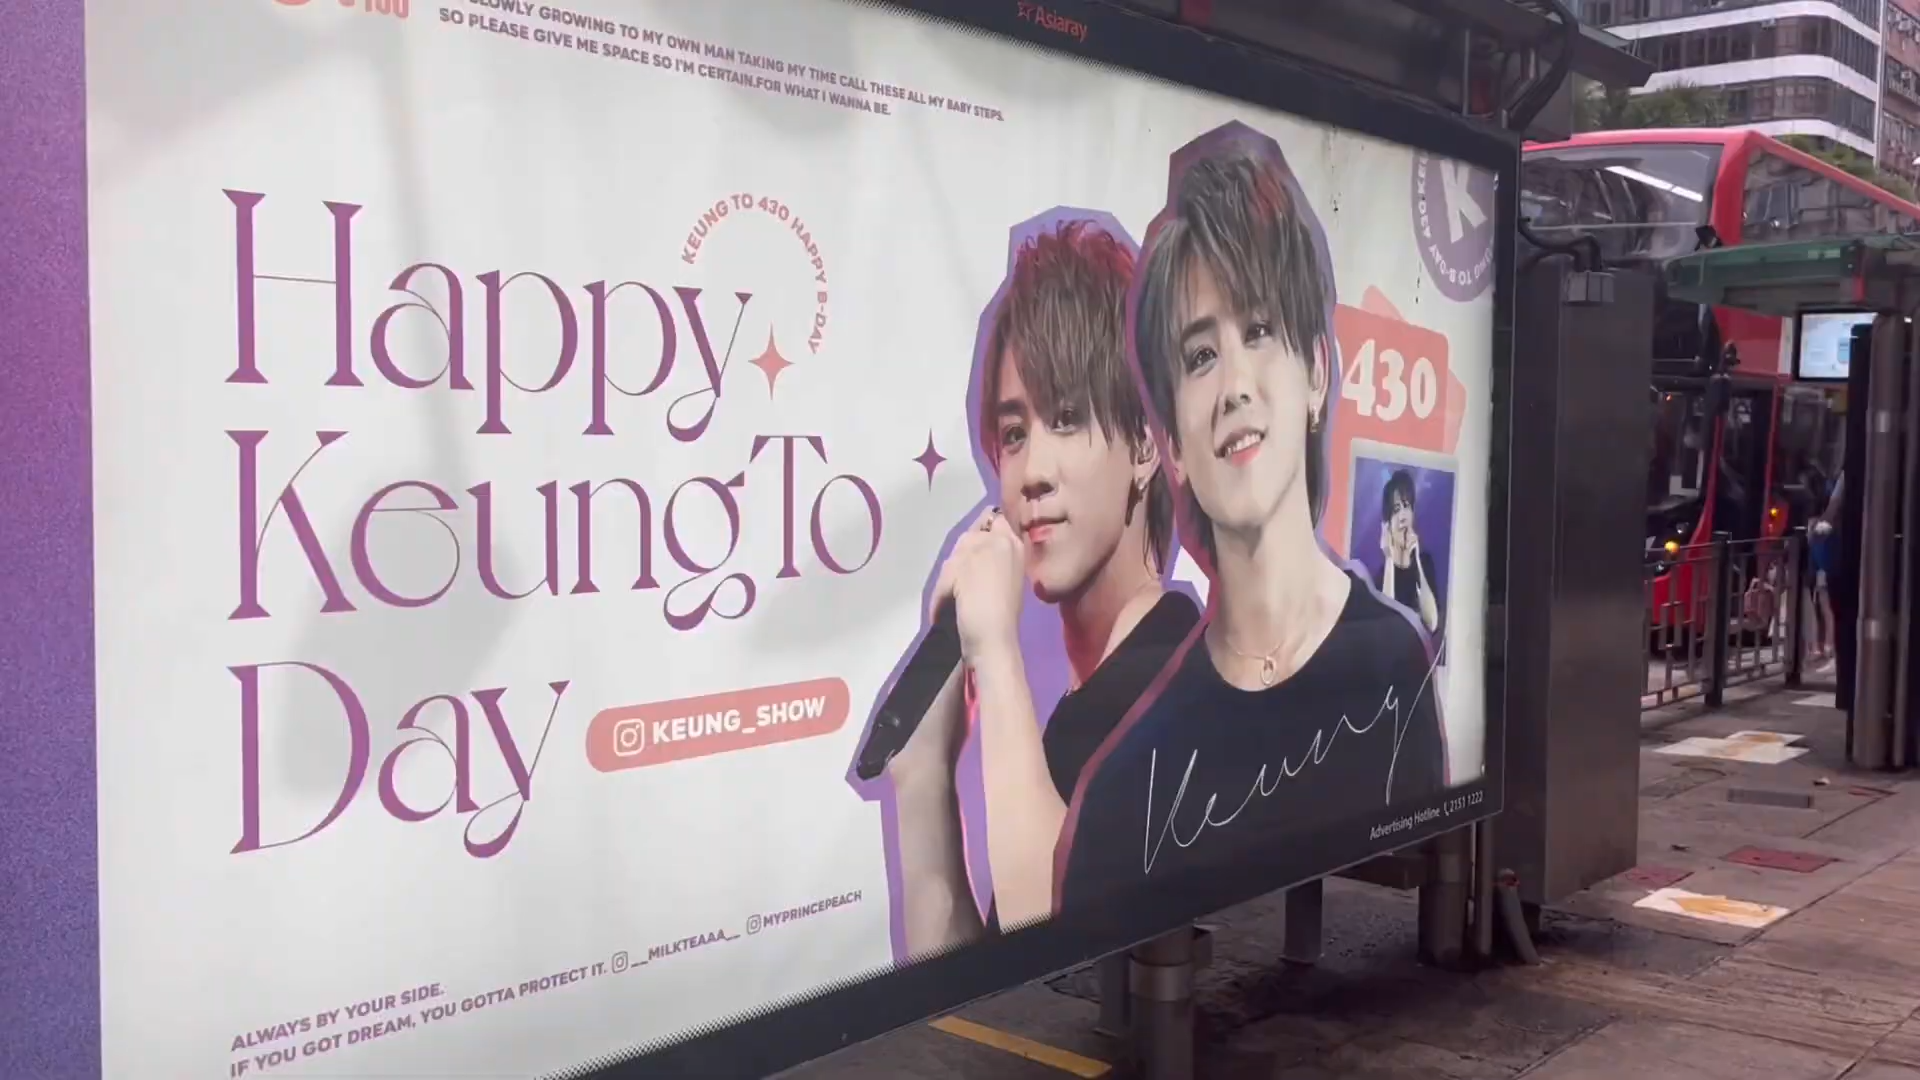 GROWING TO MY OWN MAN TAKING MY TIME CALL THESE ALL MY BABY STEPS.
SO PLEASE GIVE ME SPACE SO I'M CERTAIN.FOR WHAT I WANNA BE.
Asiaray
KEUNG TO 430 HAPPY B-DAY
Happy
KeungTo
Day
KEUNG_SHOW
K
430
Keung
Advertising Hotline 2151 1222
ALWAYS BY YOUR SIDE.
IF YOU GOT DREAM, YOU GOTTA PROTECT IT. __MILKTEAAA__ MYPRINCEPEACH